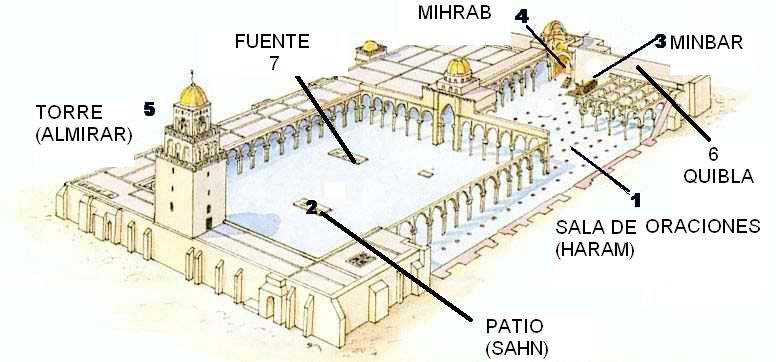 MIHRAB
4
3 MINBAR
FUENTE
7
TORRE 5
(ALMIRAR)
6
QUIBLA
1
SALA DE ORACIONES
(HARAM)
2
PATIO
(SAHN)